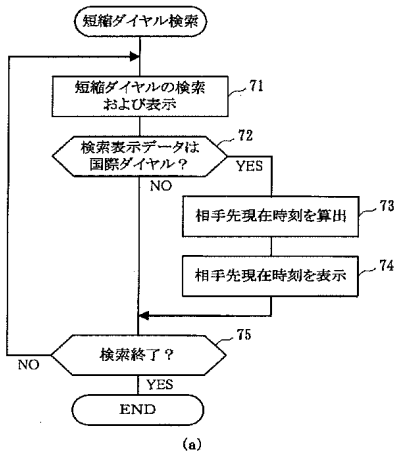 短縮ダイヤル検索
短縮ダイヤルの検索
および表示
71
検索表示データは
国際ダイヤル？
72
YES
NO
相手先現在時刻を算出
73
相手先現在時刻を表示
74
検索終了？
75
NO
YES
END
(a)